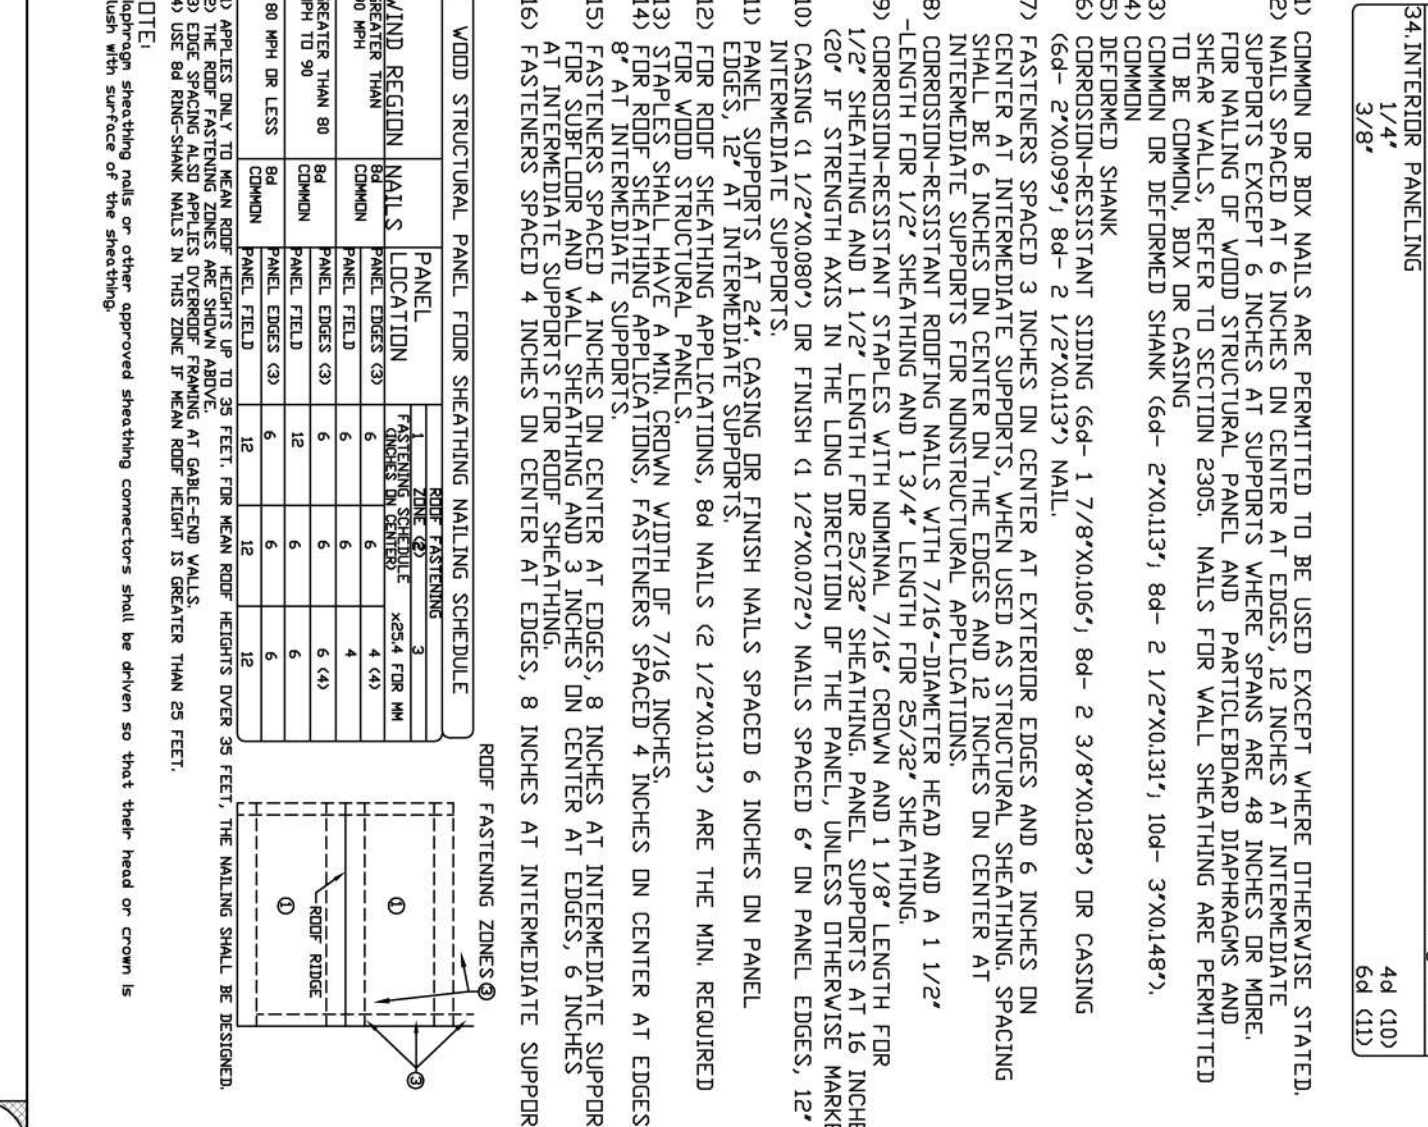 34. INTERIOR PANELING
1/4" 4d (10)
3/8" 6d (11)
1) COMMON OR BOX NAILS ARE PERMITTED TO BE USED EXCEPT WHERE OTHERWISE STATED.
2) NAILS SPACED AT 6 INCHES ON CENTER AT EDGES, 12 INCHES AT INTERMEDIATE
SUPPORTS EXCEPT 6 INCHES AT SUPPORTS WHERE SPANS ARE 48 INCHES OR MORE.
FOR NAILING OF WOOD STRUCTURAL PANEL AND PARTICLEBOARD DIAPHRAGMS AND
SHEAR WALLS, REFER TO SECTION 2305. NAILS FOR WALL SHEATHING ARE PERMITTED
TO BE COMMON, BOX OR CASING
3) COMMON OR DEFORMED SHANK (6d- 2"X0.113"; 8d- 2 1/2"X0.131"; 10d- 3"X0.148").
4) COMMON
5) DEFORMED SHANK
6) CORROSION-RESISTANT SIDING (6d- 1 7/8"X0.106"; 8d- 2 3/8"X0.128") OR CASING
(6d- 2"X0.099"; 8d- 2 1/2"X0.113") NAIL.
7) FASTENERS SPACED 3 INCHES ON CENTER AT EXTERIOR EDGES AND 6 INCHES ON
CENTER AT INTERMEDIATE SUPPORTS, WHEN USED AS STRUCTURAL SHEATHING. SPACING
SHALL BE 6 INCHES ON CENTER ON THE EDGES AND 12 INCHES ON CENTER AT
INTERMEDIATE SUPPORTS FOR NONSTRUCTURAL APPLICATIONS.
8) CORROSION-RESISTANT ROOFING NAILS WITH 7/16"-DIAMETER HEAD AND A 1 1/2"
-LENGTH FOR 1/2" SHEATHING AND 1 3/4" LENGTH FOR 25/32" SHEATHING.
9) CORROSION-RESISTANT STAPLES WITH NOMINAL 7/16" CROWN AND 1 1/8" LENGTH FOR
1/2" SHEATHING AND 1 1/2" LENGTH FOR 25/32" SHEATHING. PANEL SUPPORTS AT 16 INCHE
(20" IF STRENGTH AXIS IN THE LONG DIRECTION OF THE PANEL, UNLESS OTHERWISE MARKE
10) CASING (1 1/2"X0.080") OR FINISH (1 1/2"X0.072") NAILS SPACED 6" ON PANEL EDGES, 12"
INTERMEDIATE SUPPORTS.
11) PANEL SUPPORTS AT 24". CASING OR FINISH NAILS SPACED 6 INCHES ON PANEL
EDGES, 12" AT INTERMEDIATE SUPPORTS.
12) FOR ROOF SHEATHING APPLICATIONS, 8d NAILS (2 1/2"X0.113") ARE THE MIN. REQUIRED
FOR WOOD STRUCTURAL PANELS.
13) STAPLES SHALL HAVE A MIN. CROWN WIDTH OF 7/16 INCHES.
14) FOR ROOF SHEATHING APPLICATIONS, FASTENERS SPACED 4 INCHES ON CENTER AT EDGES
8" AT INTERMEDIATE SUPPORTS.
15) FASTENERS SPACED 4 INCHES ON CENTER AT EDGES, 8 INCHES AT INTERMEDIATE SUPPOR
FOR SUBFLOOR AND WALL SHEATHING AND 3 INCHES ON CENTER AT EDGES, 6 INCHES
AT INTERMEDIATE SUPPORTS FOR ROOF SHEATHING.
16) FASTENERS SPACED 4 INCHES ON CENTER AT EDGES, 8 INCHES AT INTERMEDIATE SUPPOR
WOOD STRUCTURAL PANEL FOOR SHEATHING NAILING SCHEDULE
WIND REGION NAILS PANEL LOCATION ROOF FASTENING ZONE (2)
1 2 3
FASTENING SCHEDULE (INCHES ON CENTER) x25.4 FOR MM
GREATER THAN 90 MPH 8d COMMON PANEL EDGES (3) 6 6 4 (4)
PANEL FIELD 6 6 4
GREATER THAN 80 MPH TO 90 8d COMMON PANEL EDGES (3) 6 6 6 (4)
PANEL FIELD 12 6 6
80 MPH OR LESS 8d COMMON PANEL EDGES (3) 6 6 6
PANEL FIELD 12 12 12
1) APPLIES ONLY TO MEAN ROOF HEIGHTS UP TO 35 FEET. FOR MEAN ROOF HEIGHTS OVER 35 FEET, THE NAILING SHALL BE DESIGNED.
2) THE ROOF FASTENING ZONES ARE SHOWN ABOVE.
3) EDGE SPACING ALSO APPLIES OVERROOF FRAMING AT GABLE-END WALLS.
4) USE 8d RING-SHANK NAILS IN THIS ZONE IF MEAN ROOF HEIGHT IS GREATER THAN 25 FEET.
ROOF FASTENING ZONES
3
1
ROOF RIDGE
1
3
OTE:
iaphragm sheathing nails or other approved sheathing connectors shall be driven so that their head or crown is
lush with surface of the sheathing.